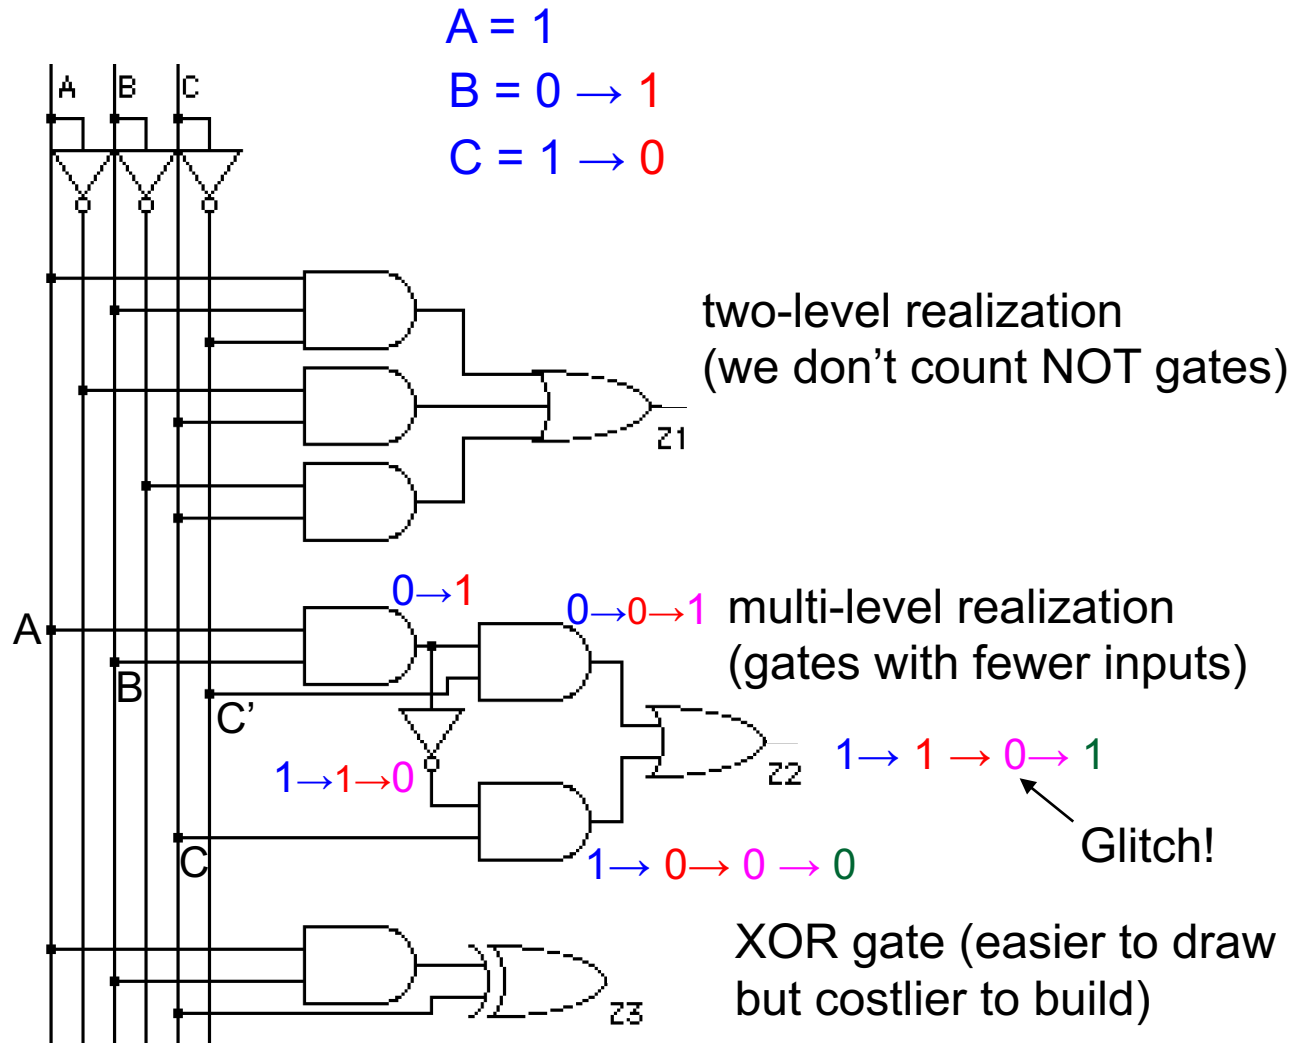 A = 1
B = 0 → 1
C = 1 → 0
A B C
two-level realization
(we don’t count NOT gates)
Z1
0→1
0→0→1
multi-level realization
(gates with fewer inputs)
A
B
C’
1→1→0
Z2
1→ 1 → 0→ 1
Glitch!
C
1→ 0→ 0 → 0
XOR gate (easier to draw
but costlier to build)
Z3